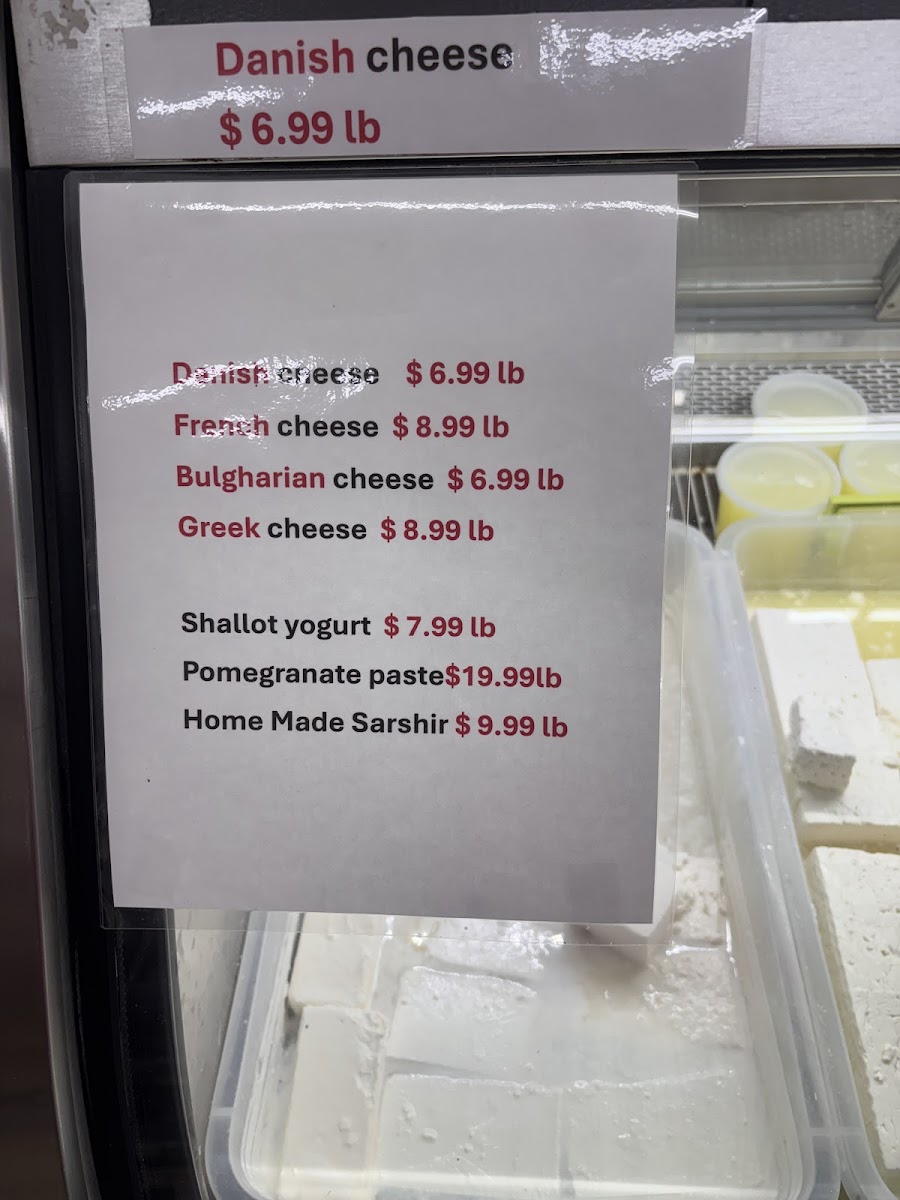 Danish cheese
$ 6.99 lb
Danish cheese $ 6.99 lb
French cheese $ 8.99 lb
Bulgharian cheese $ 6.99 lb
Greek cheese $ 8.99 lb
Shallot yogurt $ 7.99 lb
Pomegranate paste$19.99lb
Home Made Sarshir $ 9.99 lb